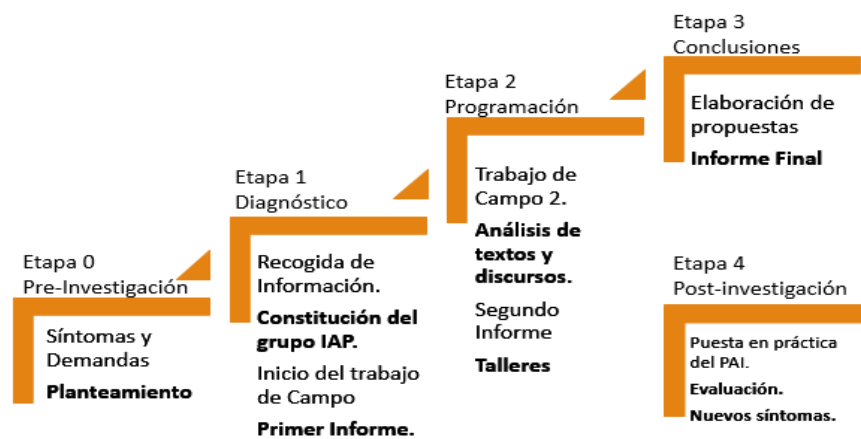 Etapa 0
Pre-Investigación
Síntomas y
Demandas
Planteamiento
Etapa 1
Diagnóstico
Recogida de
Información.
Constitución del
grupo IAP.
Inicio del trabajo
de Campo
Primer Informe.
Etapa 2
Programación
Trabajo de
Campo 2.
Análisis de
textos y
discursos.
Segundo
Informe
Talleres
Etapa 3
Conclusiones
Elaboración de
propuestas
Informe Final
Etapa 4
Post-investigación
Puesta en práctica
del PAI.
Evaluación.
Nuevos síntomas.